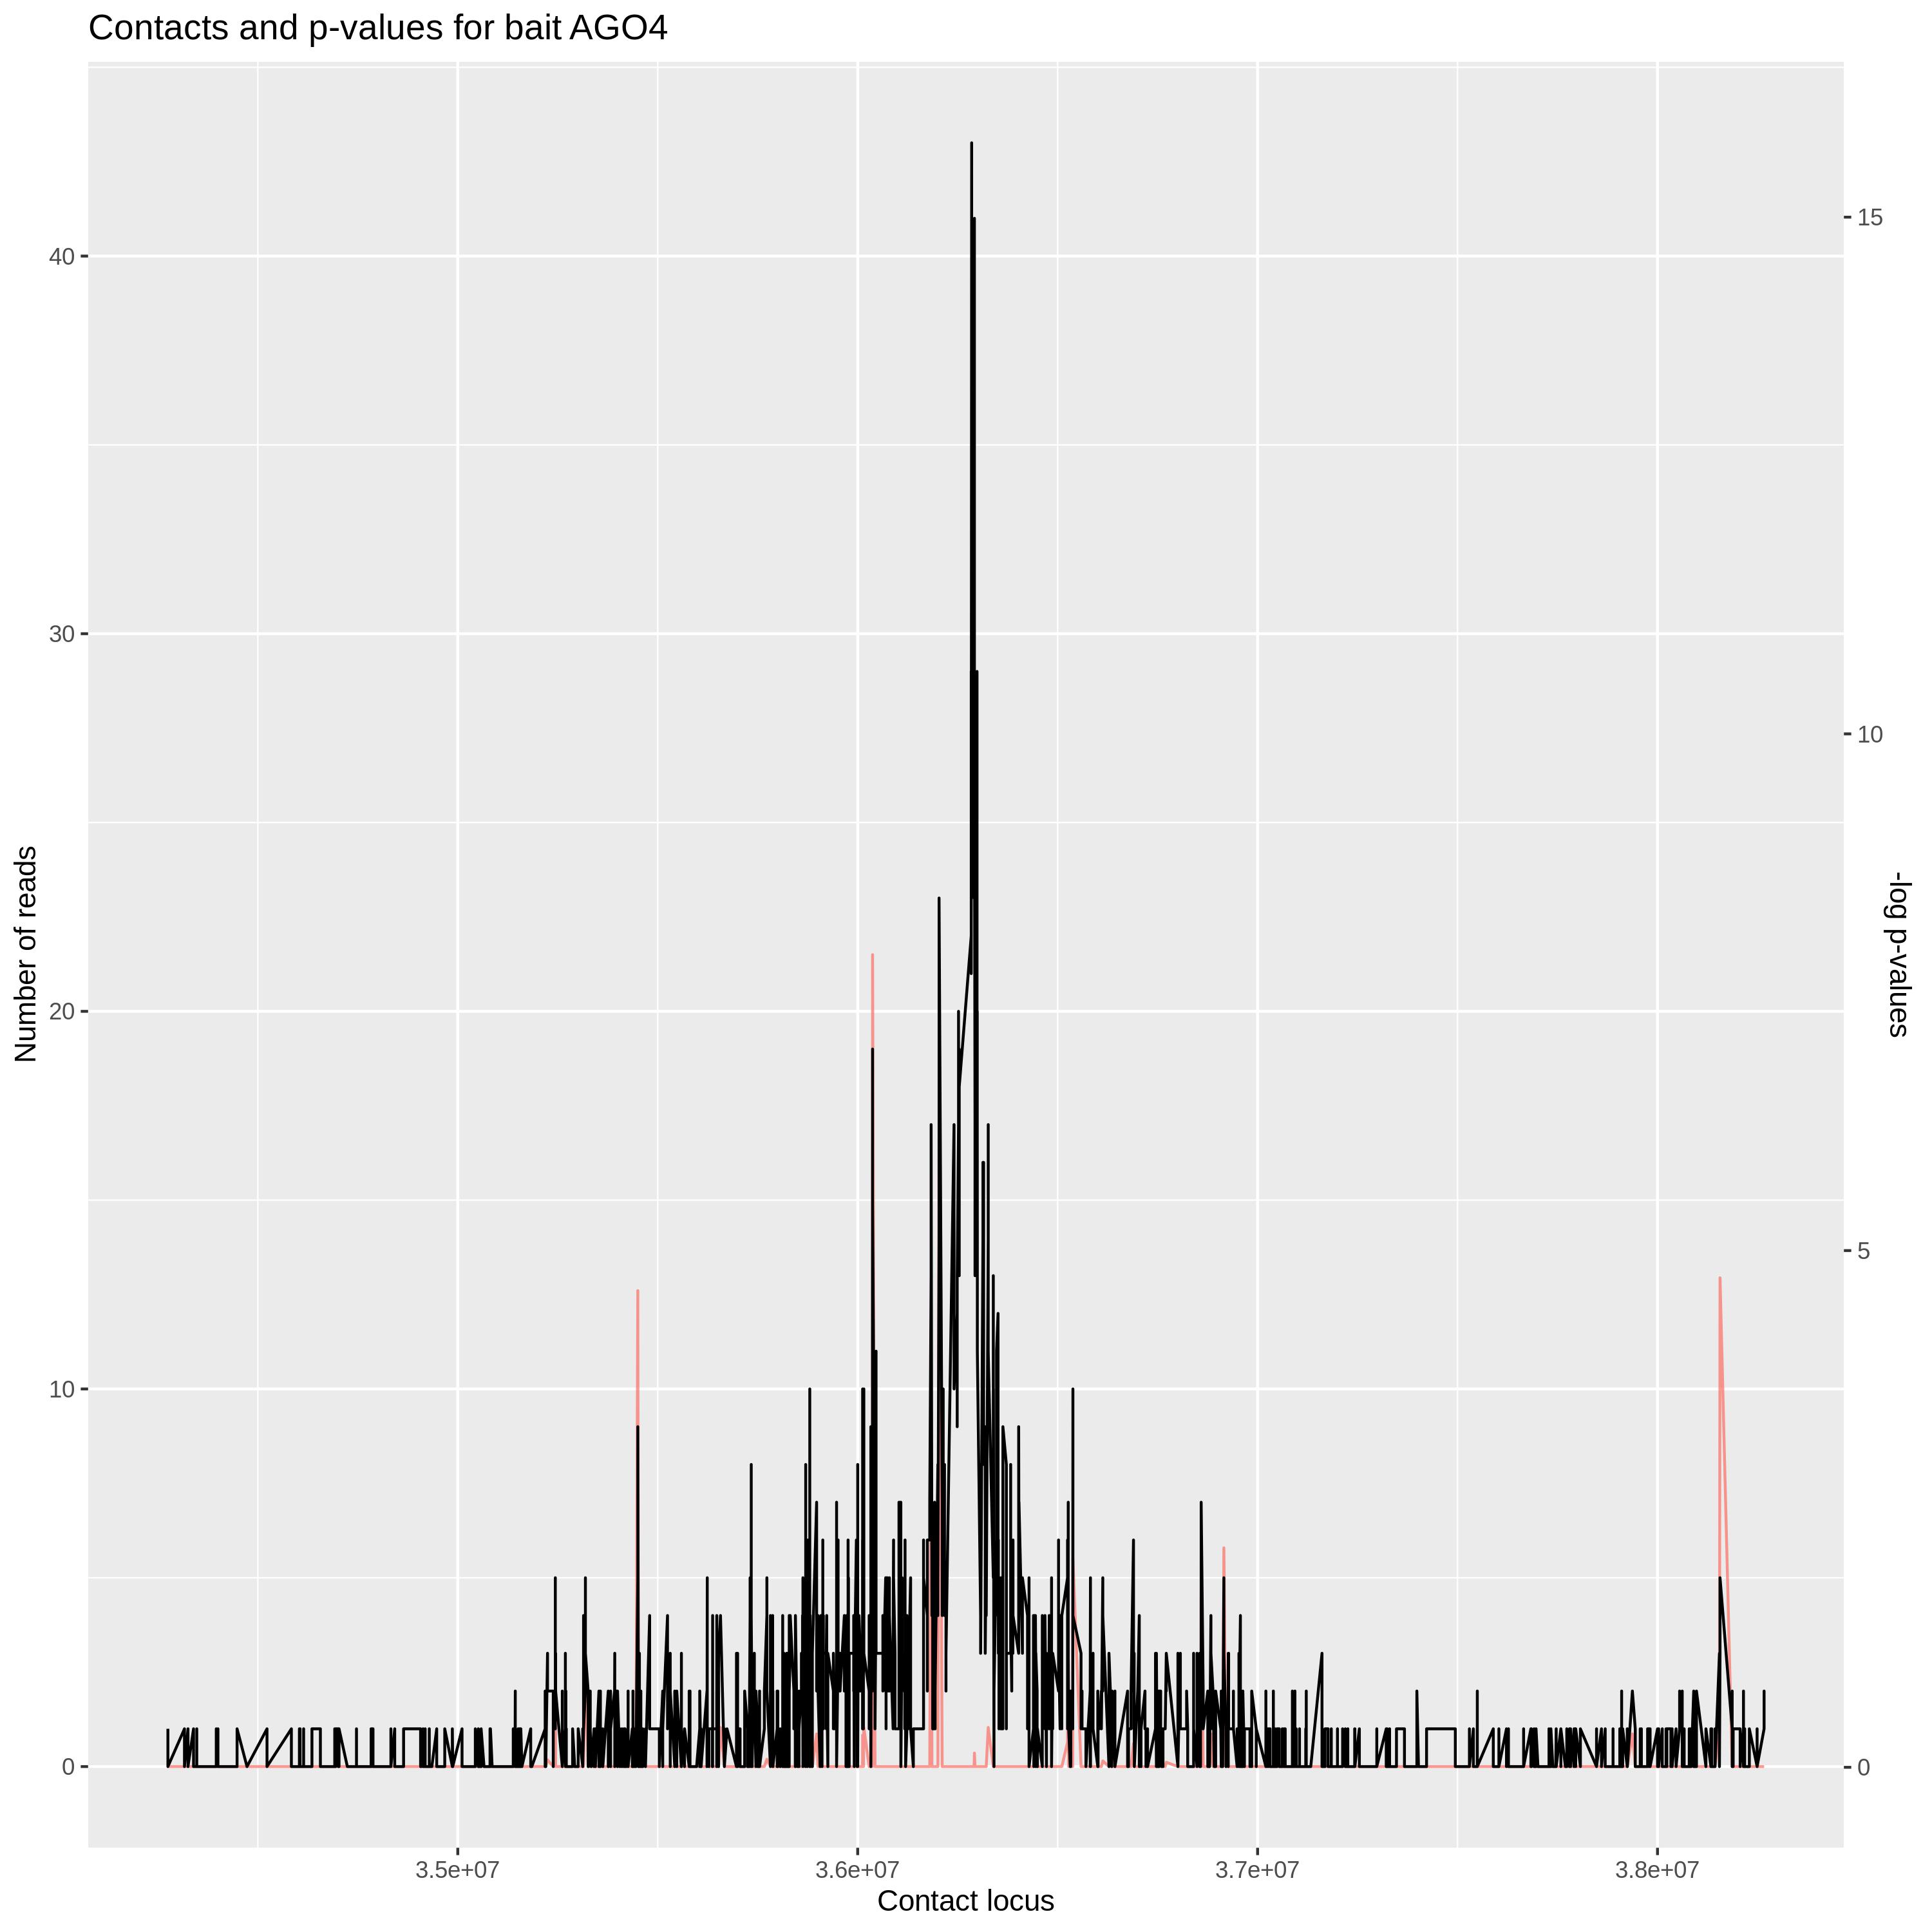 Contacts and p-values for bait AGO4
40
30
20
10
0
15
10
5
0
Number of reads
-log p-values
3.5e+07
3.6e+07
3.7e+07
3.8e+07
Contact locus